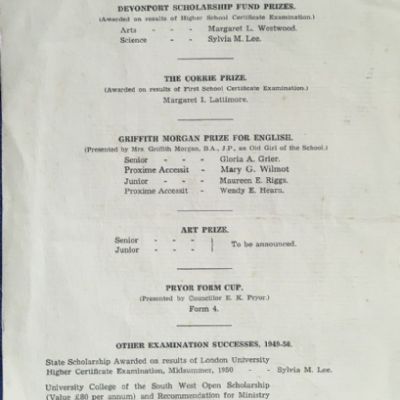 DEVONPORT SCHOLARSHIP FUND PRIZES.
(Awarded on results of Higher School Certificate Examination.)
Arts - - - Margaret L. Westwood.
Science - - - Sylvia M. Lee.
THE COERIE PRIZE.
(Awarded on results of First School Certificate Examination.)
Margaret I. Lattimore.
GRIFFITH MORGAN PRIZE FOR ENGLISH.
(Presented by Mrs. Griffith Morgan, B.A., J.P., an Old Girl of the School.)
Senior - - - Gloria A. Grier.
Proxime Accessit - Mary G. Wilmot
Junior - - - Maureen E. Riggs.
Proxime Accessit - Wendy E. Hearn.
ART PRIZE.
Senior - - -
Junior - - - To be announced.
PRYOR FORM CUP.
(Presented by Councillor E. K. Pryor.)
Form 4.
OTHER EXAMINATION SUCCESSES, 1949-50.
State Scholarship Awarded on results of London University
Higher Certificate Examination, Midsummer, 1950 - - Sylvia M. Lee.
University College of the South West Open Scholarship
(Value £80 per annum) and Recommendation for Ministry